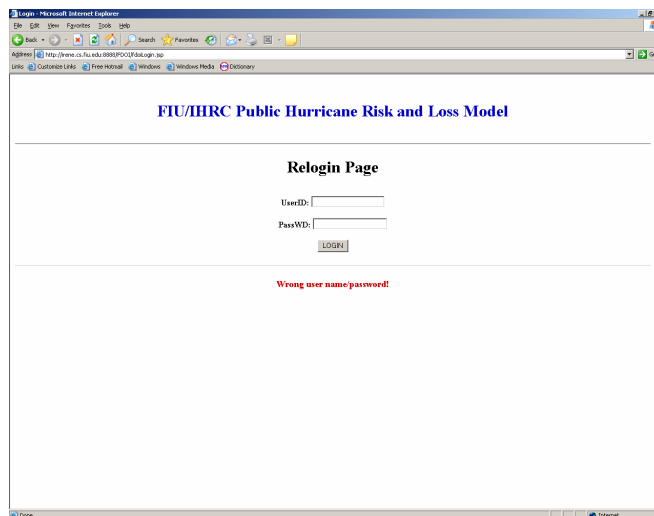 Login - Microsoft Internet Explorer
File Edit View Favorites Tools Help
Back Search Favorites
Address http://irene.cs.fiu.edu:8888/PDO1/fdoLogin.jsp
Links Customize Links Free Hotmail Windows Windows Media Dictionary
FIU/IHRC Public Hurricane Risk and Loss Model
Relogin Page
UserID:
PassWD:
LOGIN
Wrong user name/password!
Done Internet